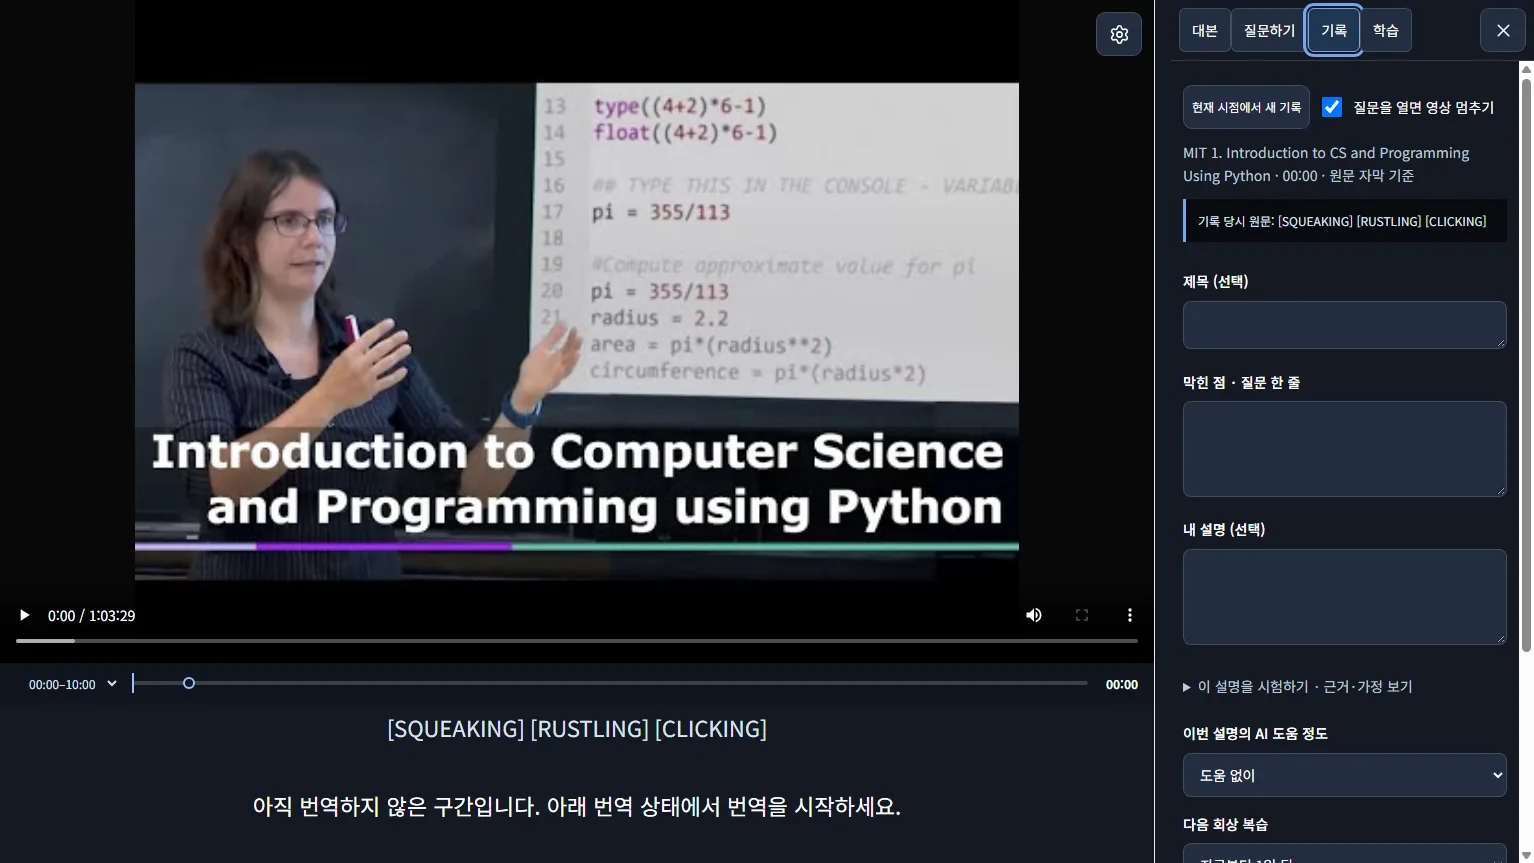 13 type((4+2)*6-1)
14 float((4+2)*6-1)
15
16 ## TYPE THIS IN THE CONSOLE - VARIABL
17 pi = 355/113
18
19 #Compute approximate value for pi
20 pi = 355/113
21 radius = 2.2
area = pi*(radius**2)
circumference = pi*(radius*2)
Introduction to Computer Science
and Programming using Python
0:00 / 1:03:29
00:00–10:00
00:00
[SQUEAKING] [RUSTLING] [CLICKING]
아직 번역하지 않은 구간입니다. 아래 번역 상태에서 번역을 시작하세요.
대본 질문하기 기록 학습
현재 시점에서 새 기록 질문을 열면 영상 멈추기
MIT 1. Introduction to CS and Programming
Using Python · 00:00 · 원문 자막 기준
기록 당시 원문: [SQUEAKING] [RUSTLING] [CLICKING]
제목 (선택)
막힌 점 · 질문 한 줄
내 설명 (선택)
이 설명을 시험하기 · 근거·가정 보기
이번 설명의 AI 도움 정도
도움 없이
다음 회상 복습